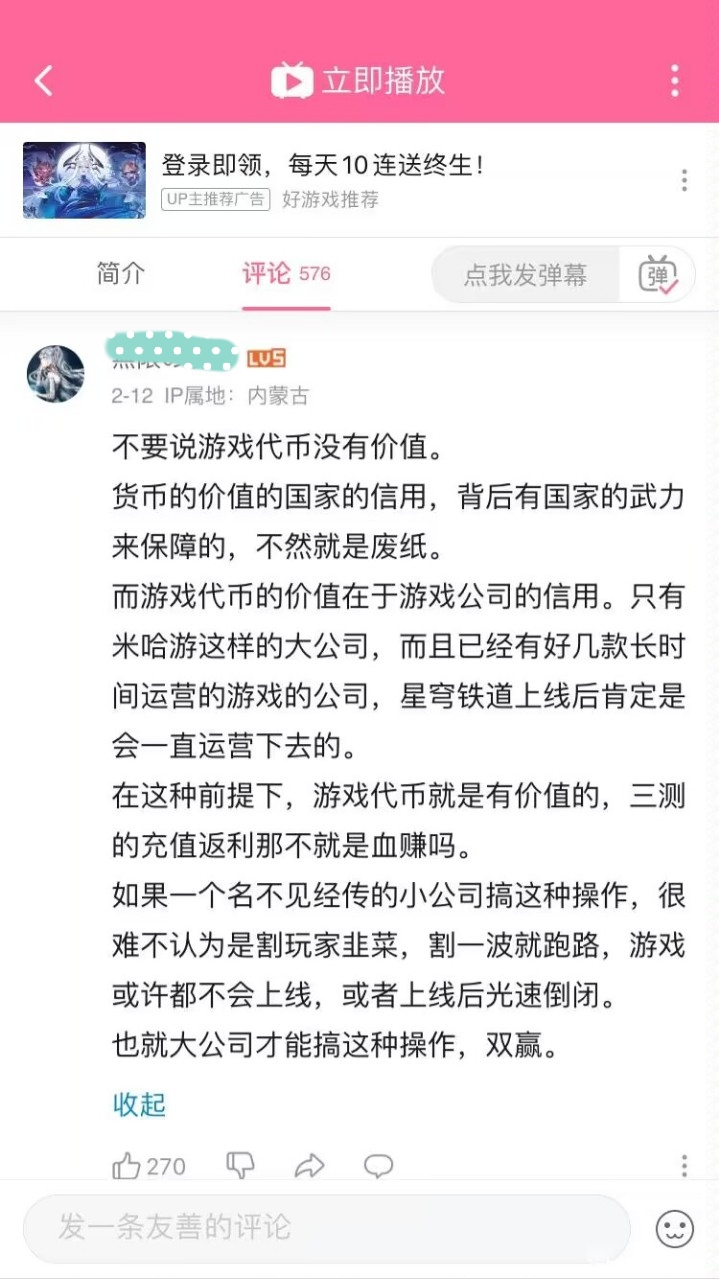 立即播放
登录即领，每天10连送终生！
UP主推荐广告 好游戏推荐
简介 评论 576 点我发弹幕 弹
LV5
2-12 IP属地：内蒙古
不要说游戏代币没有价值。
货币的价值的国家的信用，背后有国家的武力
来保障的，不然就是废纸。
而游戏代币的价值在于游戏公司的信用。只有
米哈游这样的大公司，而且已经有好几款长时
间运营的游戏的公司，星穹铁道上线后肯定是
会一直运营下去的。
在这种前提下，游戏代币就是有价值的，三测
的充值返利那不就是血赚吗。
如果一个名不见经传的小公司搞这种操作，很
难不认为是割玩家韭菜，割一波就跑路，游戏
或许都不会上线，或者上线后光速倒闭。
也就大公司才能搞这种操作，双赢。
收起
270
发一条友善的评论